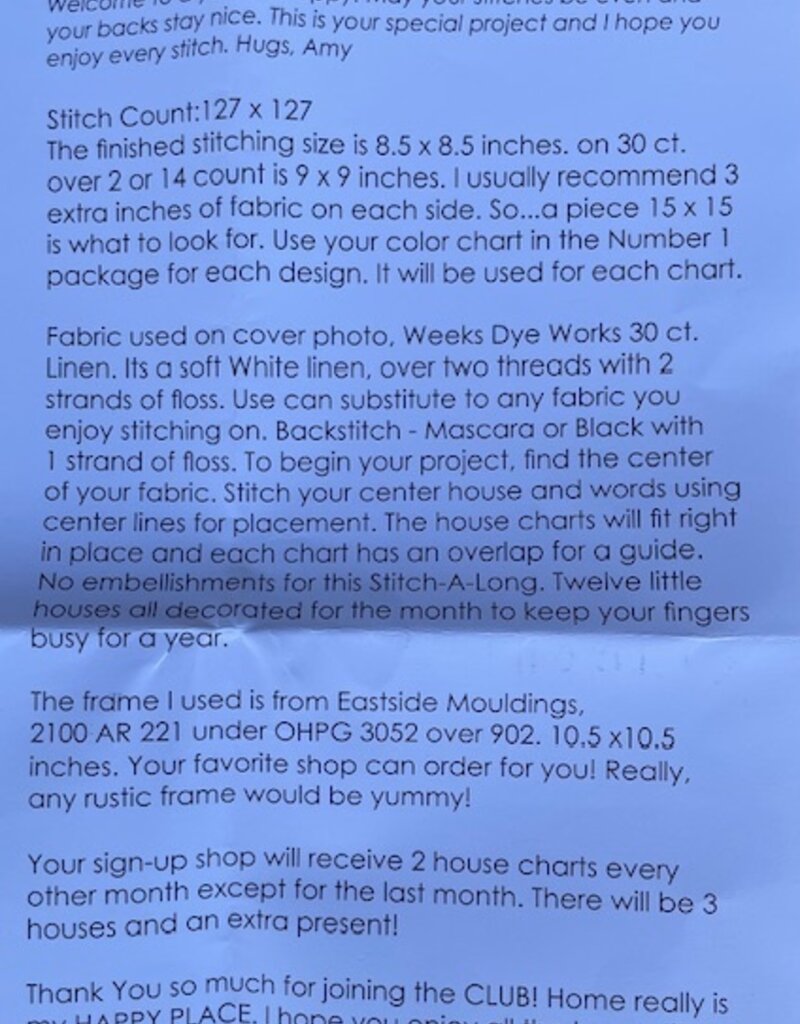 your backs stay nice. This is your special project and I hope you
enjoy every stitch. Hugs, Amy
Stitch Count:127 x 127
The finished stitching size is 8.5 x 8.5 inches. on 30 ct.
over 2 or 14 count is 9 x 9 inches. I usually recommend 3
extra inches of fabric on each side. So...a piece 15 x 15
is what to look for. Use your color chart in the Number 1
package for each design. It will be used for each chart.
Fabric used on cover photo, Weeks Dye Works 30 ct.
Linen. Its a soft White linen, over two threads with 2
strands of floss. Use can substitute to any fabric you
enjoy stitching on. Backstitch - Mascara or Black with
1 strand of floss. To begin your project, find the center
of your fabric. Stitch your center house and words using
center lines for placement. The house charts will fit right
in place and each chart has an overlap for a guide.
No embellishments for this Stitch-A-Long. Twelve little
houses all decorated for the month to keep your fingers
busy for a year.
The frame I used is from Eastside Mouldings,
2100 AR 221 under OHPG 3052 over 902. 10.5 x10.5
inches. Your favorite shop can order for you! Really,
any rustic frame would be yummy!
Your sign-up shop will receive 2 house charts every
other month except for the last month. There will be 3
houses and an extra present!
Thank You so much for joining the CLUB! Home really is
my HAPPY PLACE. I hope you enjoy all